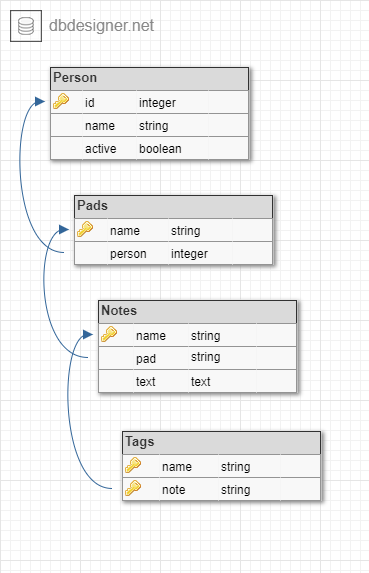 dbdesigner.net
Person
id integer
name string
active boolean
Pads
name string
person integer
Notes
name string
pad string
text text
Tags
name string
note string